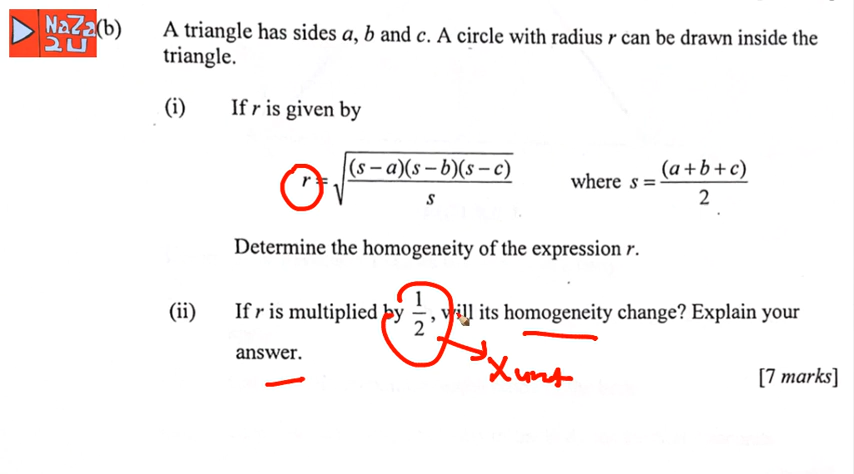 NaZa
2U
(b) A triangle has sides a, b and c. A circle with radius r can be drawn inside the
triangle.
(i) If r is given by
r = √((s – a)(s – b)(s – c) / s) where s = (a + b + c) / 2
Determine the homogeneity of the expression r.
(ii) If r is multiplied by 1/2, will its homogeneity change? Explain your
answer.
X unit
[7 marks]